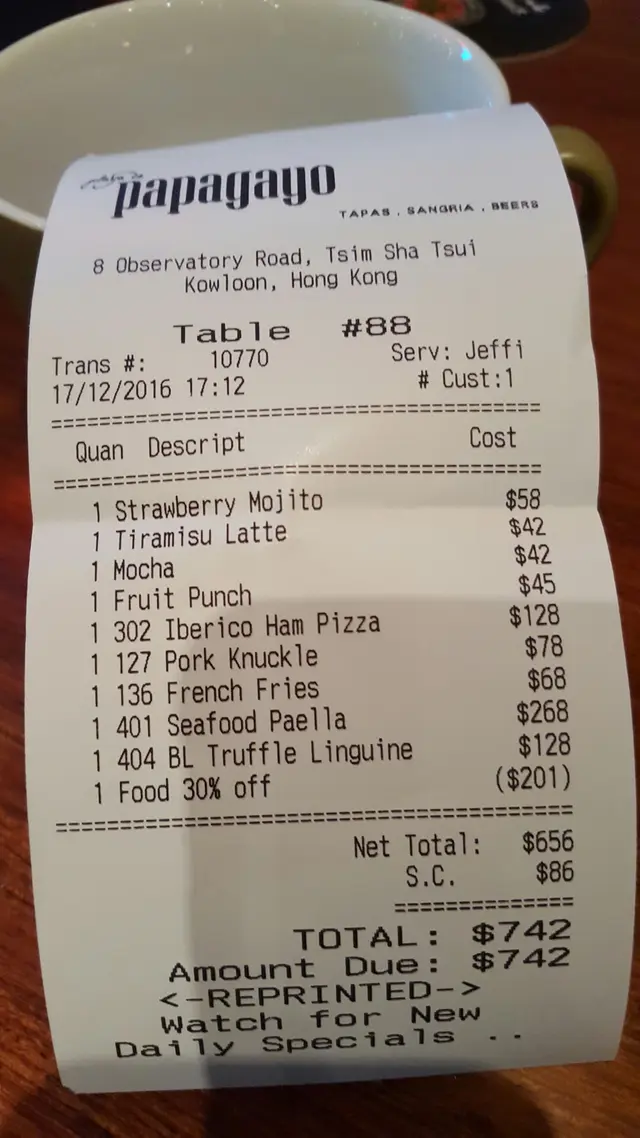 papagayo
TAPAS . SANGRIA . BEERS
8 Observatory Road, Tsim Sha Tsui
Kowloon, Hong Kong
Table #88
Trans #: 10770 Serv: Jeffi
17/12/2016 17:12 # Cust:1
==============================
Quan Descript Cost
==============================
1 Strawberry Mojito $58
1 Tiramisu Latte $42
1 Mocha $42
1 Fruit Punch $45
1 302 Iberico Ham Pizza $128
1 127 Pork Knuckle $78
1 136 French Fries $68
1 401 Seafood Paella $268
1 404 BL Truffle Linguine $128
1 Food 30% off ($201)
==============================
Net Total: $656
S.C. $86
==============
TOTAL: $742
Amount Due: $742
<-REPRINTED->
Watch for New
Daily Specials ..